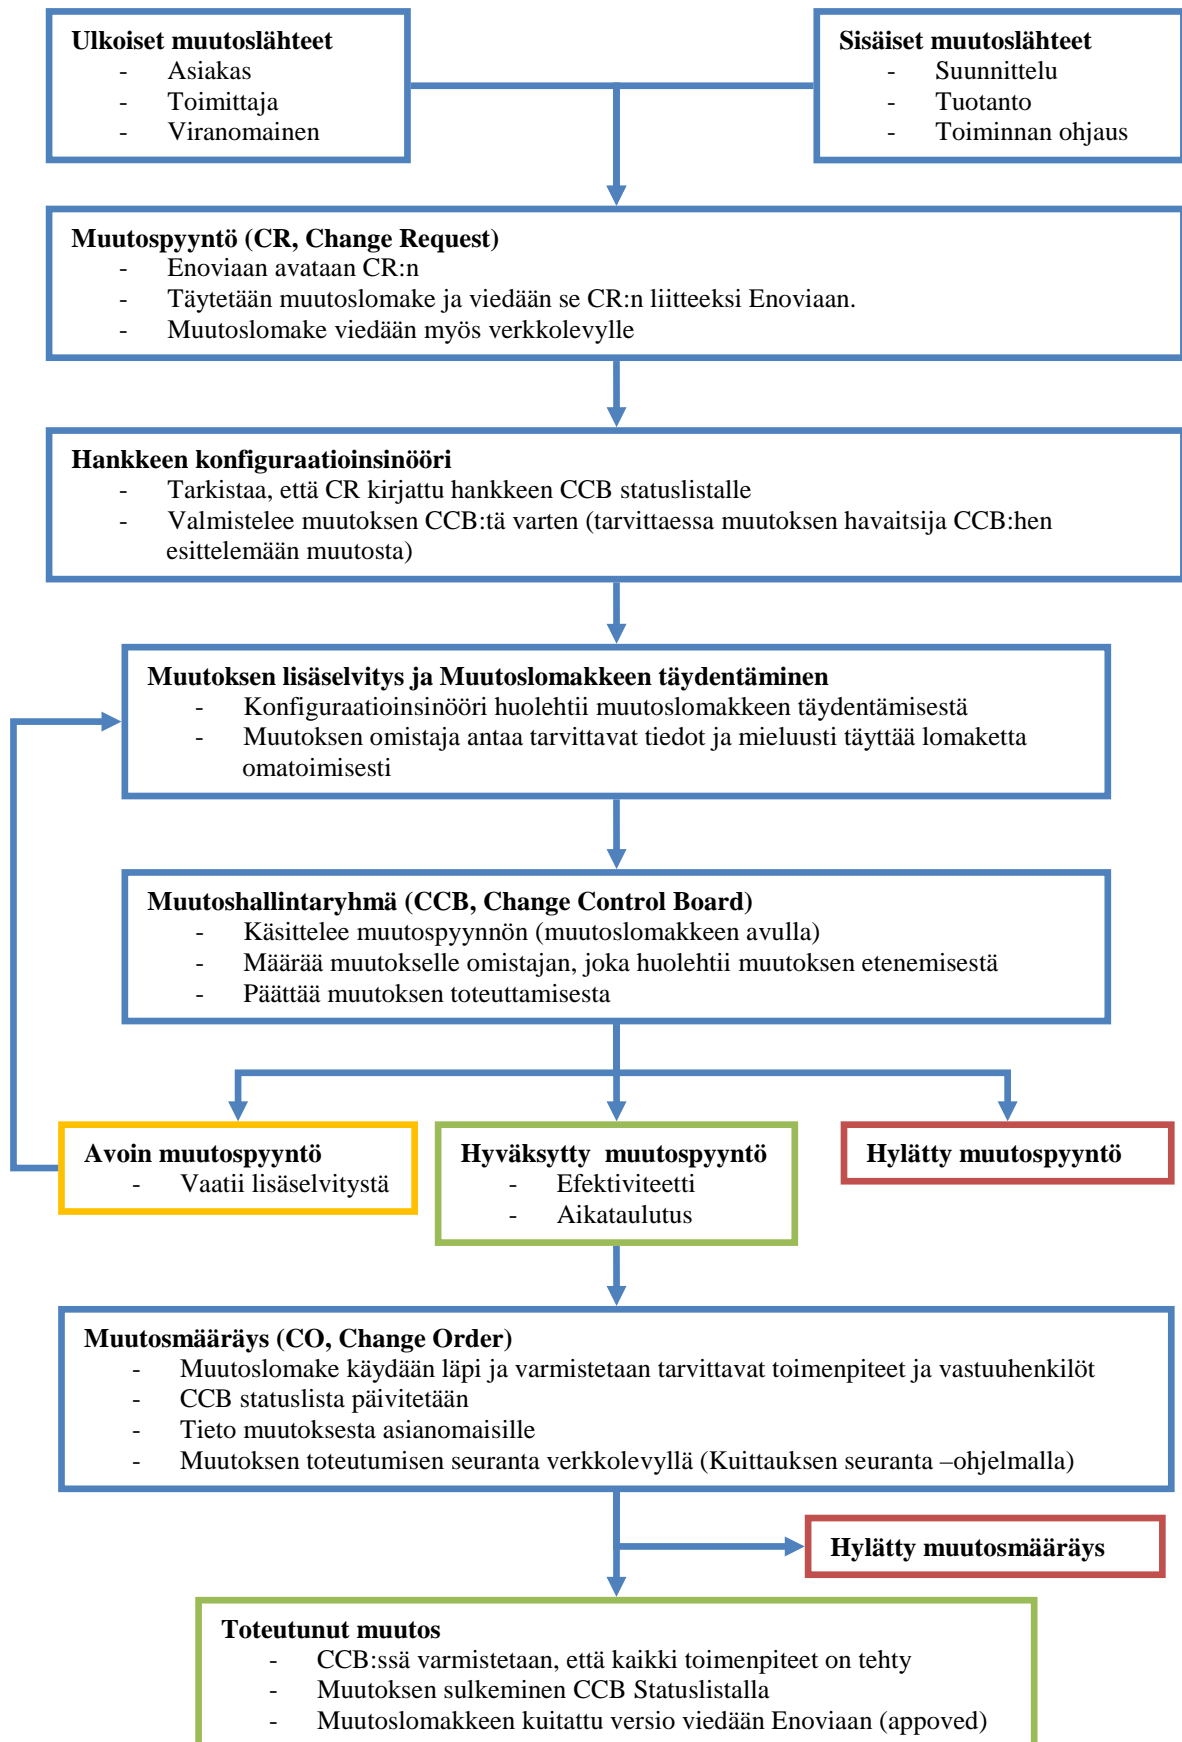 Ulkoiset muutoslähteet
- Asiakas
- Toimittaja
- Viranomainen
Sisäiset muutoslähteet
- Suunnittelu
- Tuotanto
- Toiminnan ohjaus
Muutospyyntö (CR, Change Request)
- Enoviaan avataan CR:n
- Täytetään muutoslomake ja viedään se CR:n liitteeksi Enoviaan.
- Muutoslomake viedään myös verkkolevylle
Hankkeen konfiguraatioinsinööri
- Tarkistaa, että CR kirjattu hankkeen CCB statuslistalle
- Valmistelee muutoksen CCB:tä varten (tarvittaessa muutoksen havaitsija CCB:hen
esittelemään muutosta)
Muutoksen lisäselvitys ja Muutoslomakkeen täydentäminen
- Konfiguraatioinsinööri huolehtii muutoslomakkeen täydentämisestä
- Muutoksen omistaja antaa tarvittavat tiedot ja mieluusti täyttää lomaketta
omatoimisesti
Muutoshallintaryhmä (CCB, Change Control Board)
- Käsittelee muutospyynnön (muutoslomakkeen avulla)
- Määrää muutokselle omistajan, joka huolehtii muutoksen etenemisestä
- Päättää muutoksen toteuttamisesta
Avoin muutospyyntö
- Vaatii lisäselvitystä
Hyväksytty muutospyyntö
- Efektiviteetti
- Aikataulutus
Hylätty muutospyyntö
Muutosmääräys (CO, Change Order)
- Muutoslomake käydään läpi ja varmistetaan tarvittavat toimenpiteet ja vastuuhenkilöt
- CCB statuslista päivitetään
- Tieto muutoksesta asianomaisille
- Muutoksen toteutumisen seuranta verkkolevyllä (Kuittauksen seuranta –ohjelmalla)
Hylätty muutosmääräys
Toteutunut muutos
- CCB:ssä varmistetaan, että kaikki toimenpiteet on tehty
- Muutoksen sulkeminen CCB Statuslistalla
- Muutoslomakkeen kuitattu versio viedään Enoviaan (appoved)